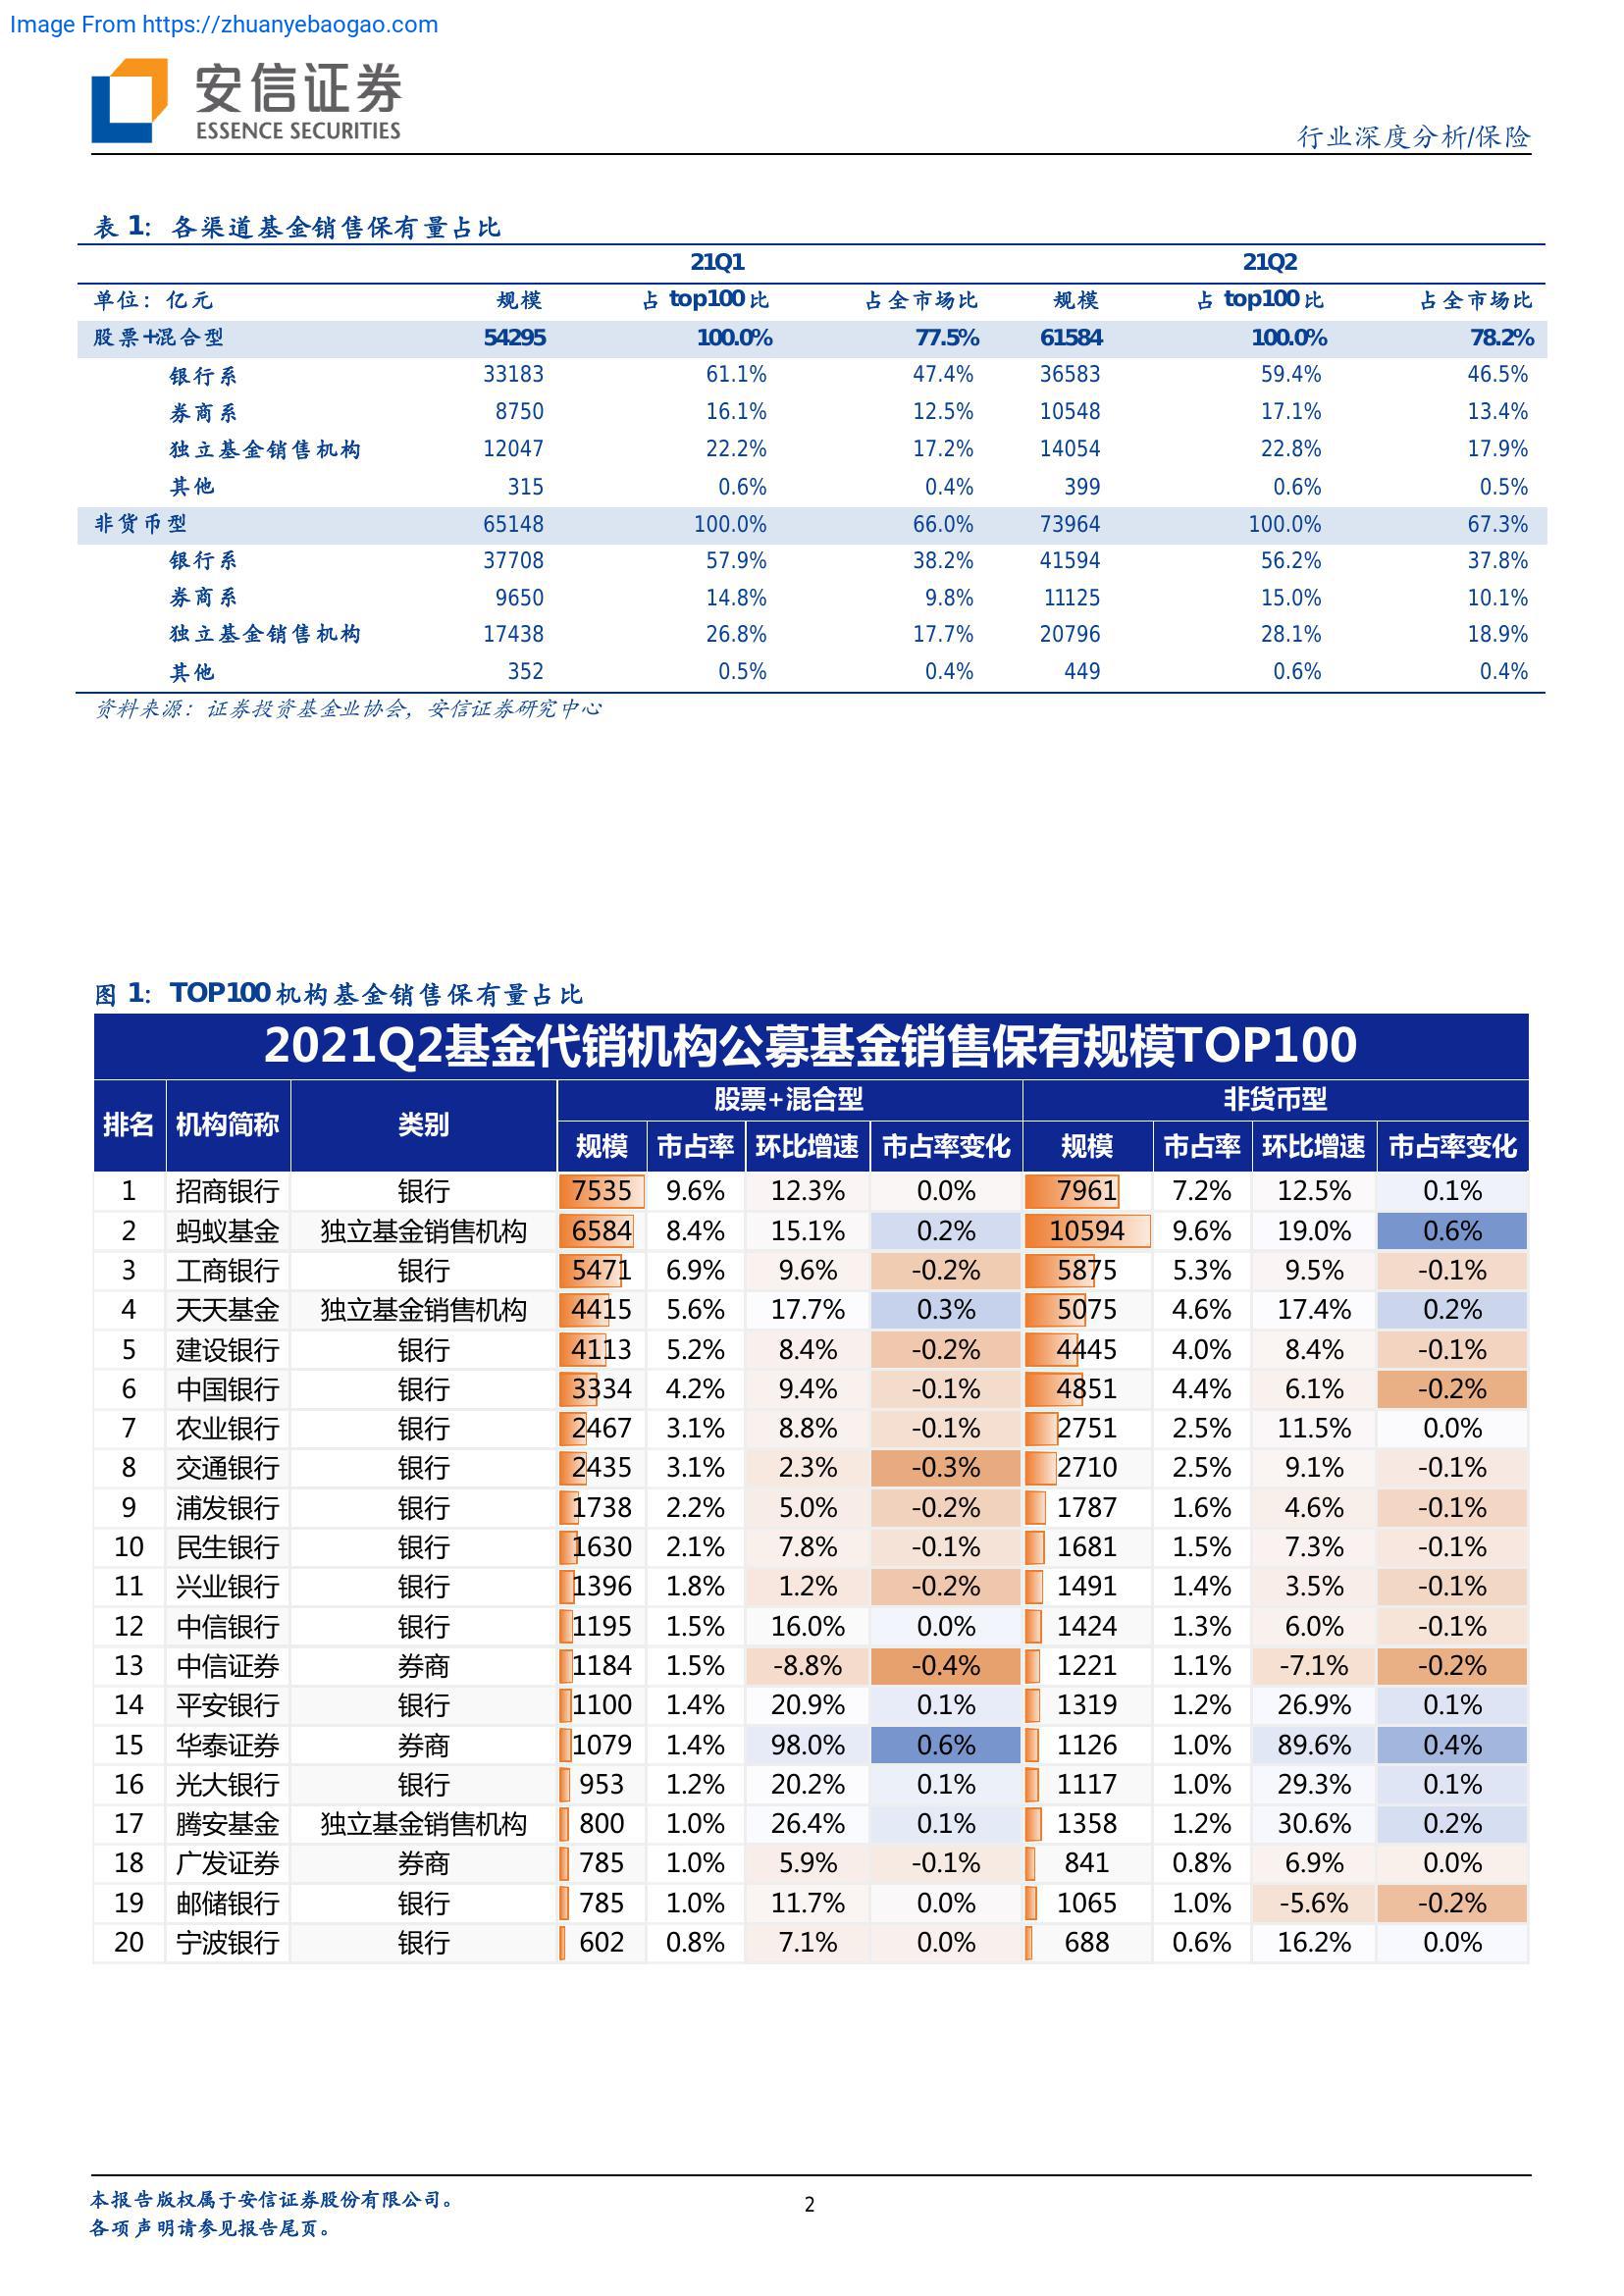 Image From https://zhuanyebaogao.com
安信证券
ESSENCE SECURITIES
行业深度分析/保险
表 1： 各渠道基金销售保有量占比
21Q1 21Q2
单位：亿元 规模 占 top100 比 占全市场比 规模 占 top100 比 占全市场比
股票+混合型 54295 100.0% 77.5% 61584 100.0% 78.2%
银行系 33183 61.1% 47.4% 36583 59.4% 46.5%
券商系 8750 16.1% 12.5% 10548 17.1% 13.4%
独立基金销售机构 12047 22.2% 17.2% 14054 22.8% 17.9%
其他 315 0.6% 0.4% 399 0.6% 0.5%
非货币型 65148 100.0% 66.0% 73964 100.0% 67.3%
银行系 37708 57.9% 38.2% 41594 56.2% 37.8%
券商系 9650 14.8% 9.8% 11125 15.0% 10.1%
独立基金销售机构 17438 26.8% 17.7% 20796 28.1% 18.9%
其他 352 0.5% 0.4% 449 0.6% 0.4%
资料来源：证券投资基金业协会，安信证券研究中心
图 1： TOP100 机构基金销售保有量占比
2021Q2基金代销机构公募基金销售保有规模TOP100
排名 机构简称 类别 股票+混合型 非货币型
规模 市占率 环比增速 市占率变化 规模 市占率 环比增速 市占率变化
1 招商银行 银行 7535 9.6% 12.3% 0.0% 7961 7.2% 12.5% 0.1%
2 蚂蚁基金 独立基金销售机构 6584 8.4% 15.1% 0.2% 10594 9.6% 19.0% 0.6%
3 工商银行 银行 5471 6.9% 9.6% -0.2% 5875 5.3% 9.5% -0.1%
4 天天基金 独立基金销售机构 4415 5.6% 17.7% 0.3% 5075 4.6% 17.4% 0.2%
5 建设银行 银行 4113 5.2% 8.4% -0.2% 4445 4.0% 8.4% -0.1%
6 中国银行 银行 3334 4.2% 9.4% -0.1% 4851 4.4% 6.1% -0.2%
7 农业银行 银行 2467 3.1% 8.8% -0.1% 2751 2.5% 11.5% 0.0%
8 交通银行 银行 2435 3.1% 2.3% -0.3% 2710 2.5% 9.1% -0.1%
9 浦发银行 银行 1738 2.2% 5.0% -0.2% 1787 1.6% 4.6% -0.1%
10 民生银行 银行 1630 2.1% 7.8% -0.1% 1681 1.5% 7.3% -0.1%
11 兴业银行 银行 1396 1.8% 1.2% -0.2% 1491 1.4% 3.5% -0.1%
12 中信银行 银行 1195 1.5% 16.0% 0.0% 1424 1.3% 6.0% -0.1%
13 中信证券 券商 1184 1.5% -8.8% -0.4% 1221 1.1% -7.1% -0.2%
14 平安银行 银行 1100 1.4% 20.9% 0.1% 1319 1.2% 26.9% 0.1%
15 华泰证券 券商 1079 1.4% 98.0% 0.6% 1126 1.0% 89.6% 0.4%
16 光大银行 银行 953 1.2% 20.2% 0.1% 1117 1.0% 29.3% 0.1%
17 腾安基金 独立基金销售机构 800 1.0% 26.4% 0.1% 1358 1.2% 30.6% 0.2%
18 广发证券 券商 785 1.0% 5.9% -0.1% 841 0.8% 6.9% 0.0%
19 邮储银行 银行 785 1.0% 11.7% 0.0% 1065 1.0% -5.6% -0.2%
20 宁波银行 银行 602 0.8% 7.1% 0.0% 688 0.6% 16.2% 0.0%
本报告版权属于安信证券股份有限公司。
2
各项声明请参见报告尾页。